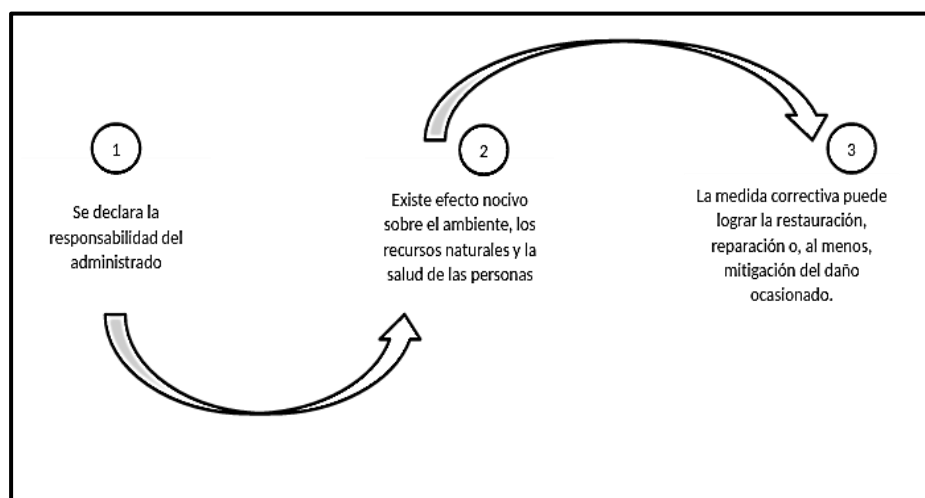 1
Se declara la
responsabilidad del
administrado
2
Existe efecto nocivo
sobre el ambiente, los
recursos naturales y la
salud de las personas
3
La medida correctiva puede
lograr la restauración,
reparación o, al menos,
mitigación del daño
ocasionado.